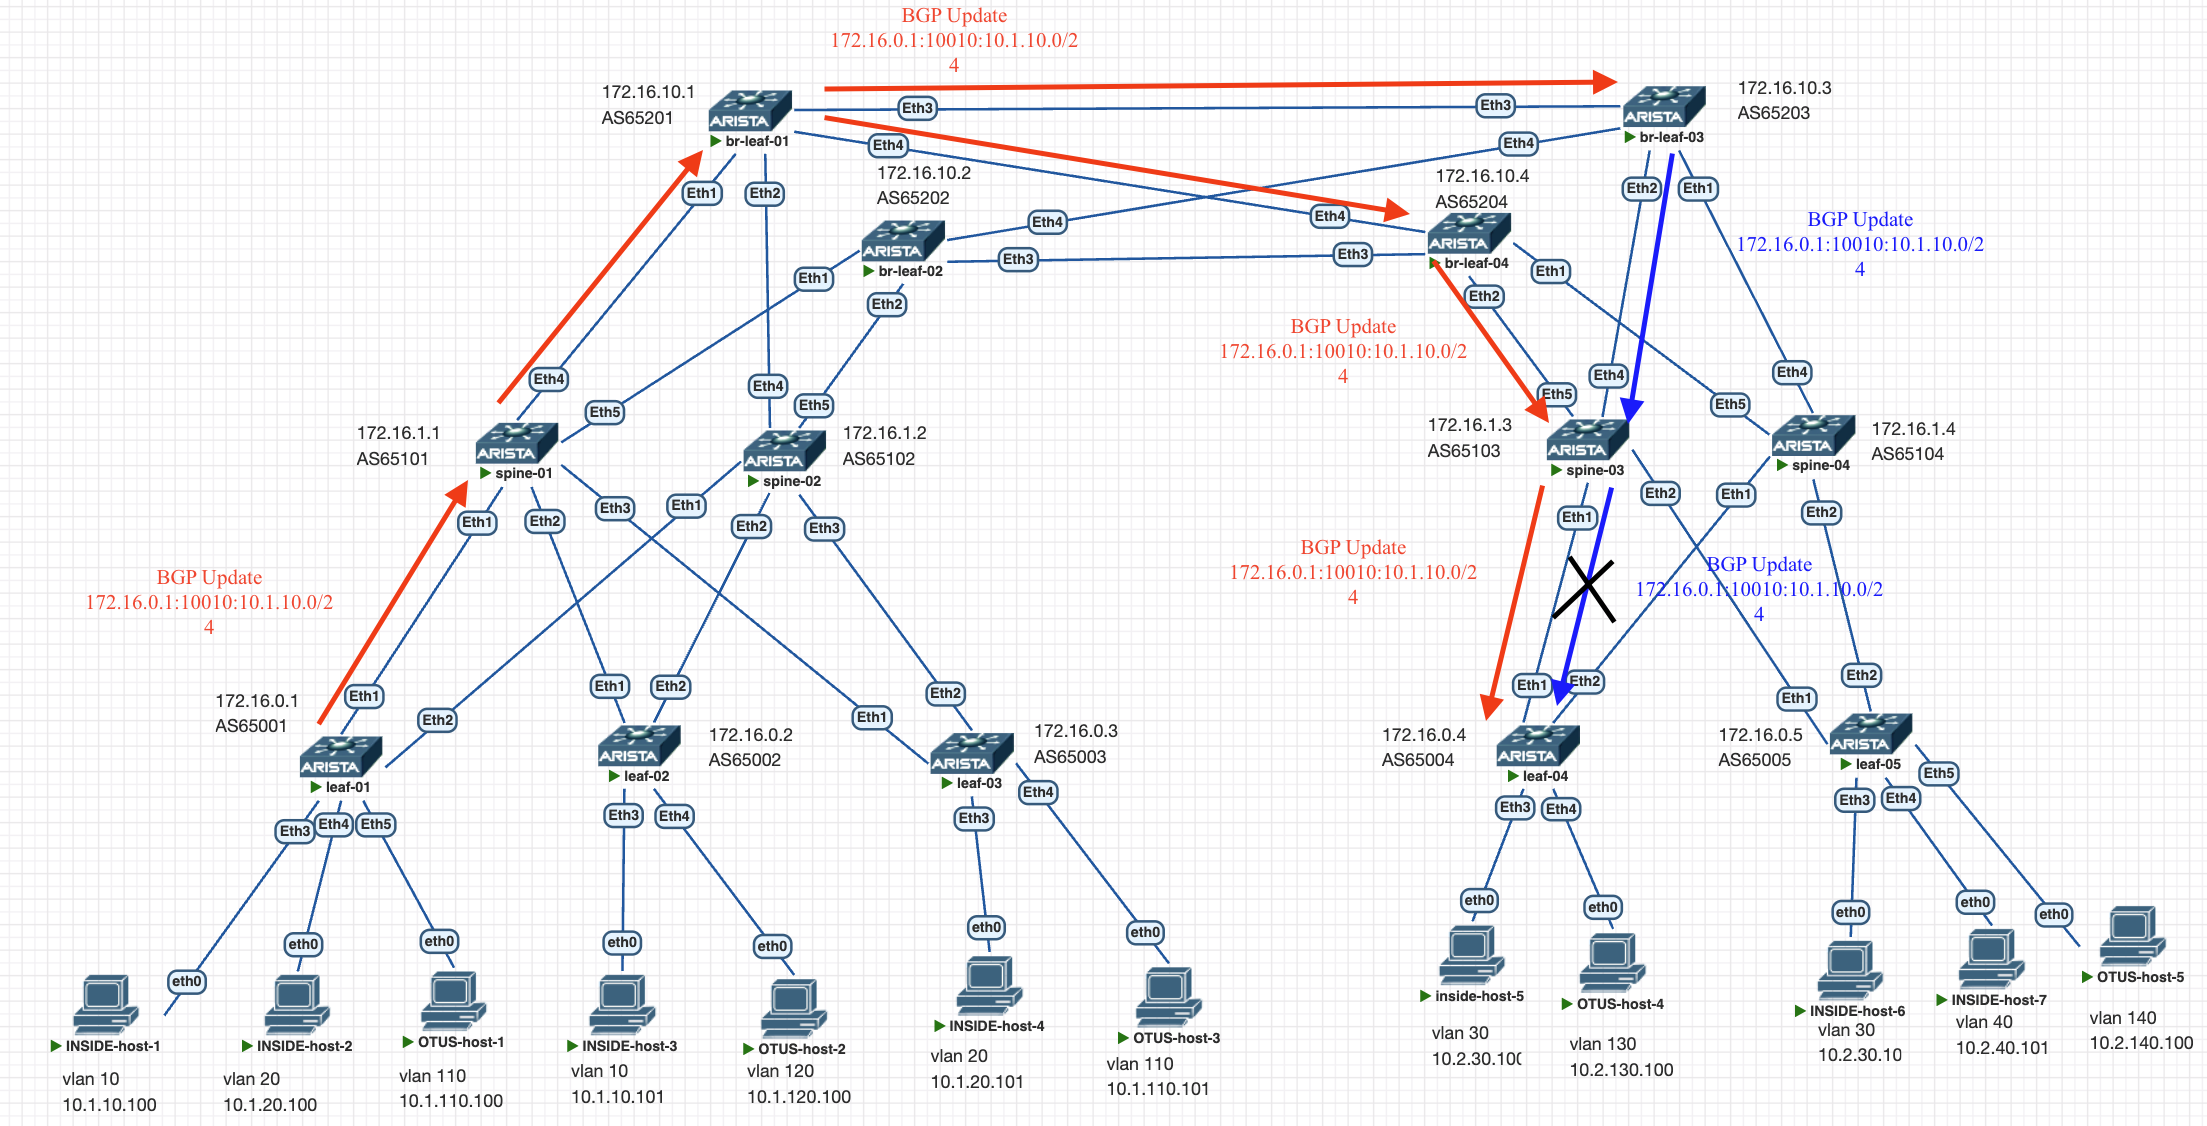 BGP Update
172.16.0.1:10010:10.1.10.0/2
4
172.16.10.1
AS65201
ARISTA
br-leaf-01
Eth3
Eth3
172.16.10.3
AS65203
ARISTA
br-leaf-03
Eth4
Eth4
Eth1
Eth2
172.16.10.2
AS65202
172.16.10.4
AS65204
Eth2
Eth1
BGP Update
172.16.0.1:10010:10.1.10.0/2
4
Eth4
Eth4
ARISTA
br-leaf-02
ARISTA
br-leaf-04
Eth3
Eth3
Eth1
Eth2
Eth1
Eth2
BGP Update
172.16.0.1:10010:10.1.10.0/2
4
Eth4
Eth5
Eth4
Eth5
Eth5
Eth4
Eth4
Eth5
172.16.1.1
AS65101
ARISTA
spine-01
172.16.1.2
AS65102
ARISTA
spine-02
172.16.1.3
AS65103
ARISTA
spine-03
172.16.1.4
AS65104
ARISTA
spine-04
Eth1
Eth2
Eth3
Eth1
Eth2
Eth3
Eth1
Eth2
Eth1
Eth2
BGP Update
172.16.0.1:10010:10.1.10.0/2
4
BGP Update
172.16.0.1:10010:10.1.10.0/2
4
BGP Update
172.16.0.1:10010:10.1.10.0/2
4
Eth1
Eth2
Eth1
Eth2
Eth1
Eth2
Eth1
Eth2
Eth1
Eth2
172.16.0.1
AS65001
ARISTA
leaf-01
172.16.0.2
AS65002
ARISTA
leaf-02
172.16.0.3
AS65003
ARISTA
leaf-03
172.16.0.4
AS65004
ARISTA
leaf-04
172.16.0.5
AS65005
ARISTA
leaf-05
Eth3
Eth4
Eth5
Eth3
Eth4
Eth3
Eth4
Eth3
Eth4
Eth3
Eth4
Eth5
eth0
eth0
eth0
eth0
eth0
eth0
eth0
eth0
eth0
eth0
eth0
eth0
INSIDE-host-1
vlan 10
10.1.10.100
INSIDE-host-2
vlan 20
10.1.20.100
OTUS-host-1
vlan 110
10.1.110.100
INSIDE-host-3
vlan 10
10.1.10.101
OTUS-host-2
vlan 120
10.1.120.100
INSIDE-host-4
vlan 20
10.1.20.101
OTUS-host-3
vlan 110
10.1.110.101
inside-host-5
vlan 30
10.2.30.100
OTUS-host-4
vlan 130
10.2.130.100
INSIDE-host-6
vlan 30
10.2.30.10
INSIDE-host-7
vlan 40
10.2.40.101
OTUS-host-5
vlan 140
10.2.140.100